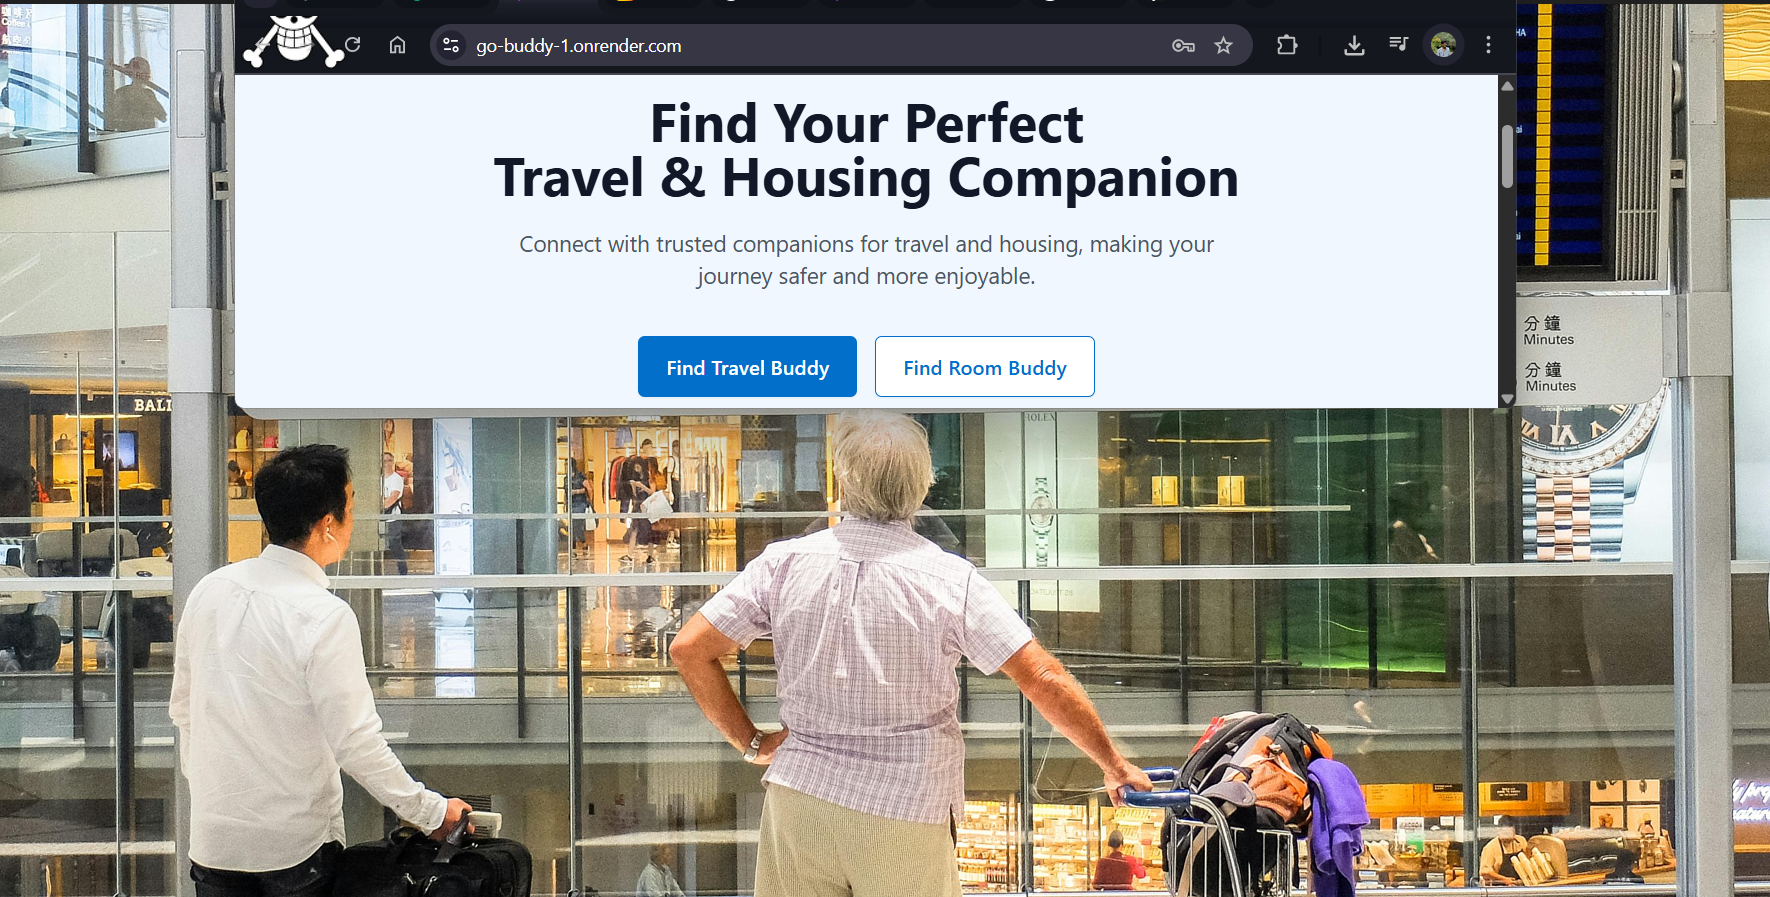 go-buddy-1.onrender.com
Find Your Perfect
Travel & Housing Companion
Connect with trusted companions for travel and housing, making your
journey safer and more enjoyable.
Find Travel Buddy
Find Room Buddy
分鐘
Minutes
分鐘
Minutes
BALL
ROLEX